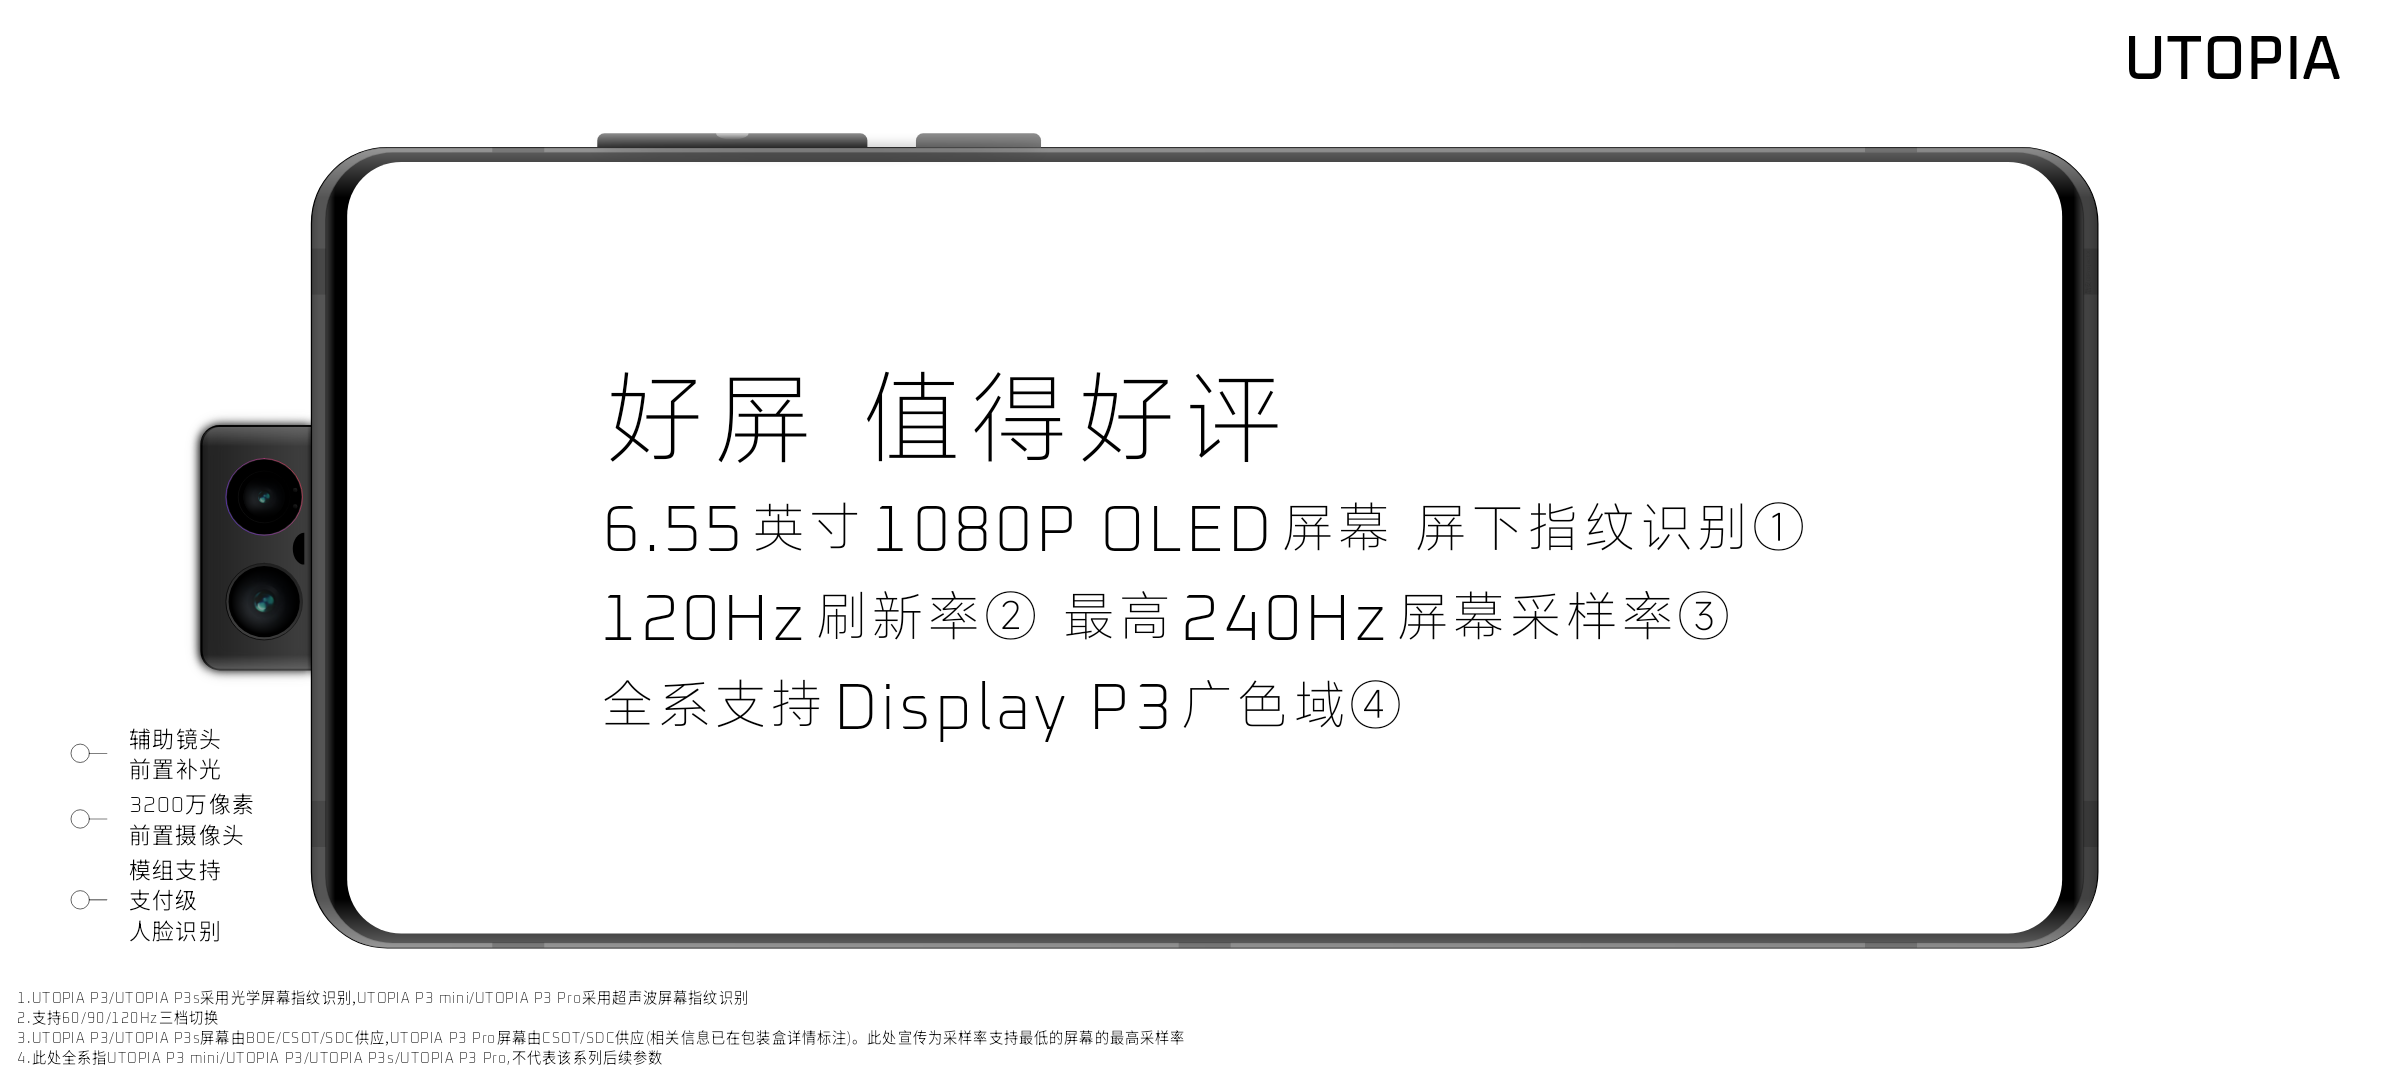 UTOPIA
好屏 值得好评
6.55英寸1080P OLED屏幕 屏下指纹识别①
120Hz刷新率② 最高240Hz屏幕采样率③
全系支持Display P3广色域④
辅助镜头
前置补光
3200万像素
前置摄像头
模组支持
支付级
人脸识别
1.UTOPIA P3/UTOPIA P3s采用光学屏幕指纹识别,UTOPIA P3 mini/UTOPIA P3 Pro采用超声波屏幕指纹识别
2.支持60/90/120Hz三档切换
3.UTOPIA P3/UTOPIA P3s屏幕由BOE/CSOT/SDC供应,UTOPIA P3 Pro屏幕由CSOT/SDC供应(相关信息已在包装盒详情标注)。此处宣传为采样率支持最低的屏幕的最高采样率
4.此处全系指UTOPIA P3 mini/UTOPIA P3/UTOPIA P3s/UTOPIA P3 Pro,不代表该系列后续参数